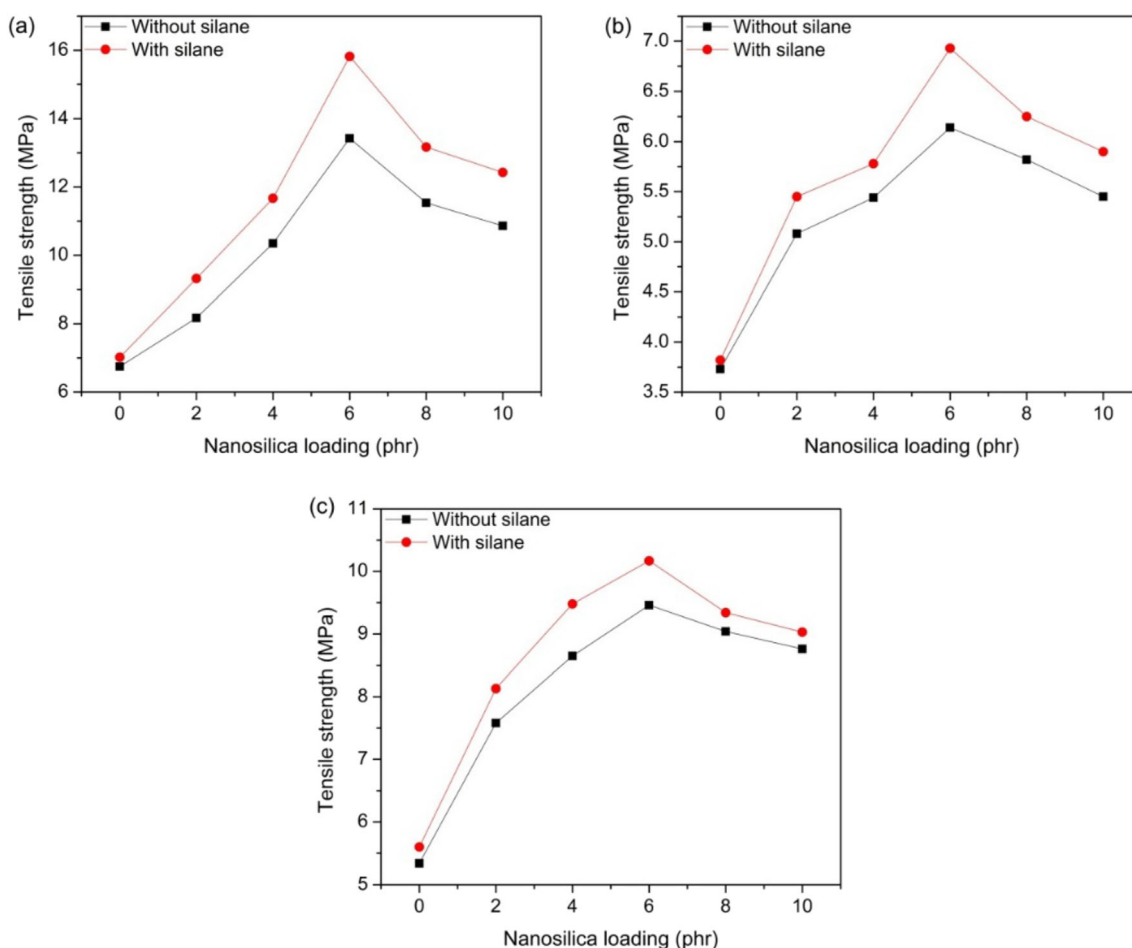 (a)
Without silane
With silane
16
14
12
10
8
6
Tensile strength (MPa)
0 2 4 6 8 10
Nanosilica loading (phr)
(b)
Without silane
With silane
7.0
6.5
6.0
5.5
5.0
4.5
4.0
3.5
Tensile strength (MPa)
0 2 4 6 8 10
Nanosilica loading (phr)
(c)
Without silane
With silane
11
10
9
8
7
6
5
Tensile strength (MPa)
0 2 4 6 8 10
Nanosilica loading (phr)